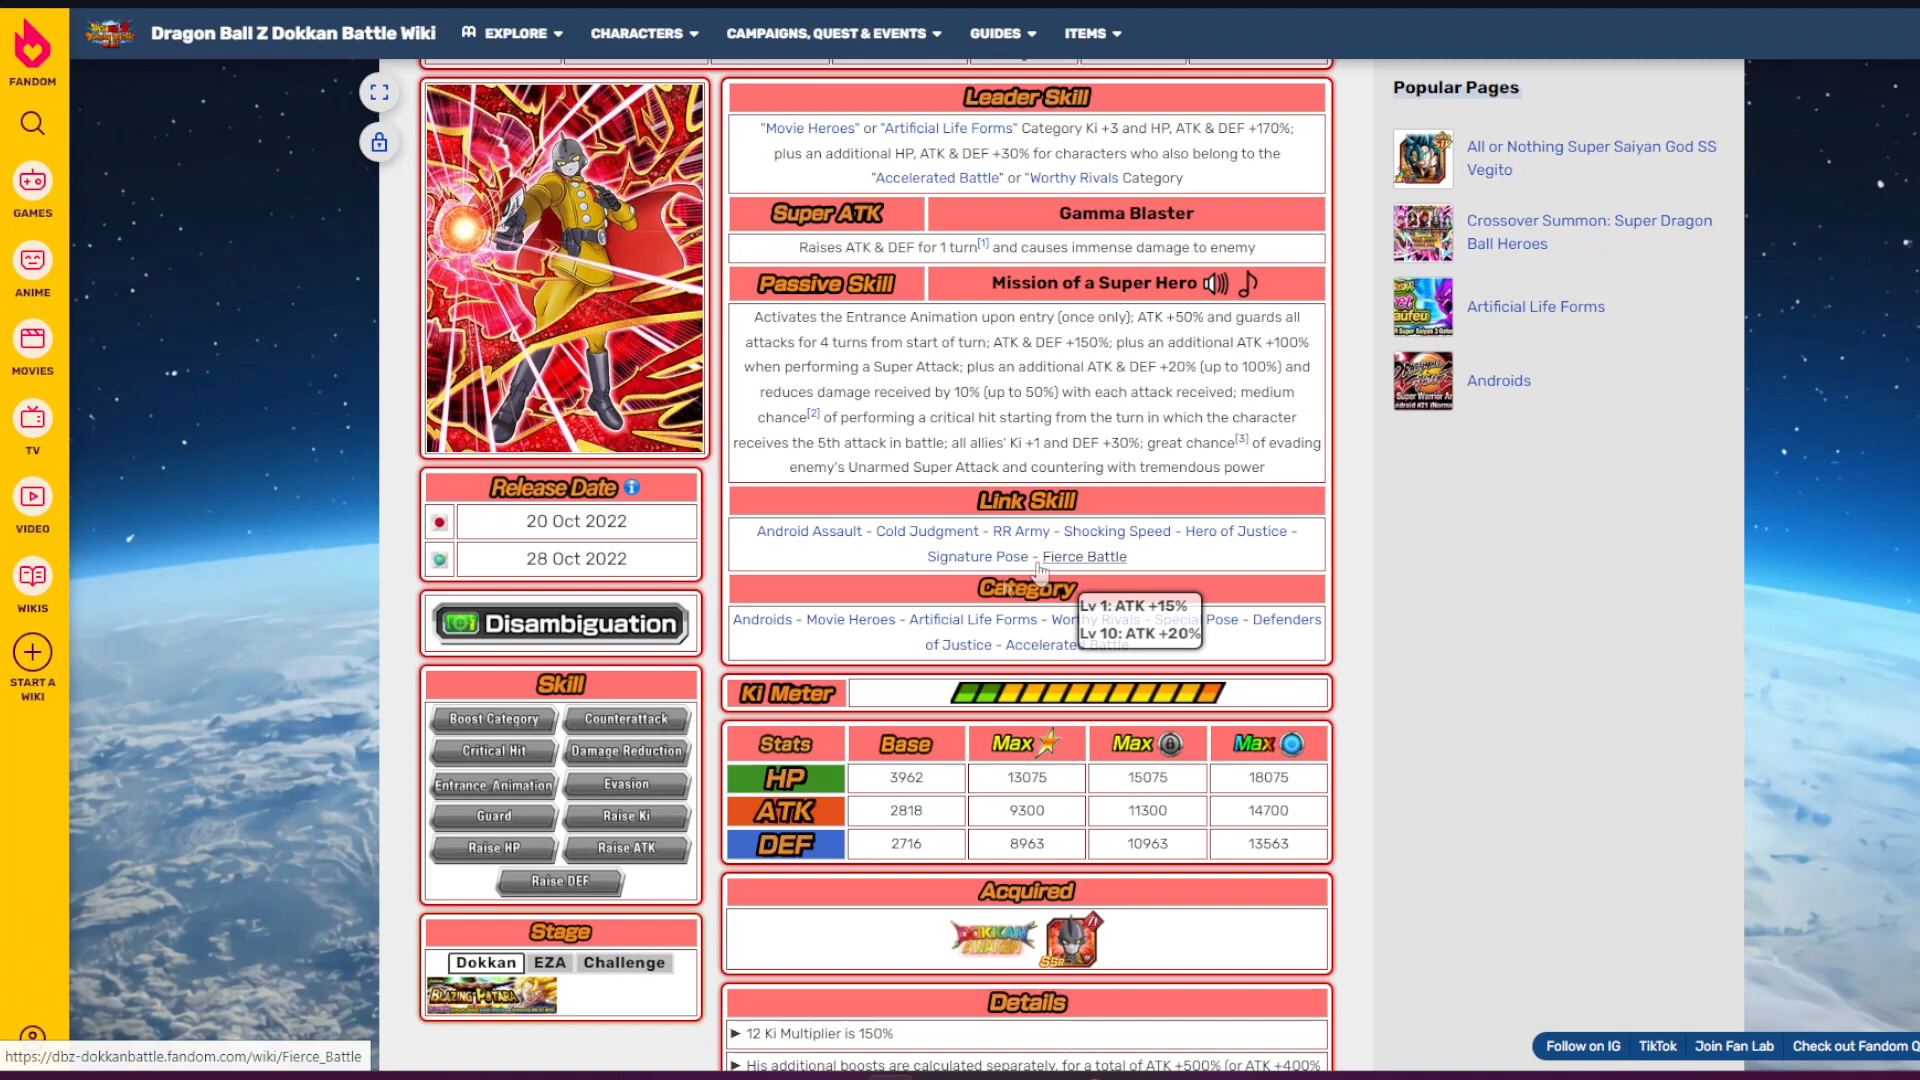 Dragon Ball Z Dokkan Battle Wiki
EXPLORE
CHARACTERS
CAMPAIGNS, QUEST & EVENTS
GUIDES
ITEMS
FANDOM
GAMES
ANIME
MOVIES
TV
VIDEO
WIKIS
START A
WIKI
Leader Skill
"Movie Heroes" or "Artificial Life Forms" Category Ki +3 and HP, ATK & DEF +170%;
plus an additional HP, ATK & DEF +30% for characters who also belong to the
"Accelerated Battle" or "Worthy Rivals Category
Super ATK
Gamma Blaster
Raises ATK & DEF for 1 turn[1] and causes immense damage to enemy
Passive Skill
Mission of a Super Hero
Activates the Entrance Animation upon entry (once only); ATK +50% and guards all
attacks for 4 turns from start of turn; ATK & DEF +150%; plus an additional ATK +100%
when performing a Super Attack; plus an additional ATK & DEF +20% (up to 100%) and
reduces damage received by 10% (up to 50%) with each attack received; medium
chance[2] of performing a critical hit starting from the turn in which the character
receives the 5th attack in battle; all allies' Ki +1 and DEF +30%; great chance[3] of evading
enemy's Unarmed Super Attack and countering with tremendous power
Link Skill
Android Assault - Cold Judgment - RR Army - Shocking Speed - Hero of Justice -
Signature Pose - Fierce Battle
Category
Androids - Movie Heroes - Artificial Life Forms - Worthy Rivals - Special Pose - Defenders
of Justice - Accelerated Battle
Lv 1: ATK +15%
Lv 10: ATK +20%
Ki Meter
Stats Base Max Max Max
HP 3962 13075 15075 18075
ATK 2818 9300 11300 14700
DEF 2716 8963 10963 13563
Acquired
DOKKAN
AWAKEN
SSR
Details
► 12 Ki Multiplier is 150%
► His additional boosts are calculated separately, for a total of ATK +500% (or ATK +400%
Release Date
20 Oct 2022
28 Oct 2022
Disambiguation
Skill
Boost Category
Counterattack
Critical Hit
Damage Reduction
Entrance Animation
Evasion
Guard
Raise Ki
Raise HP
Raise ATK
Raise DEF
Stage
Dokkan
EZA
Challenge
BLAZING POTARA
Popular Pages
All or Nothing Super Saiyan God SS
Vegito
Crossover Summon: Super Dragon
Ball Heroes
Artificial Life Forms
Androids
https://dbz-dokkanbattle.fandom.com/wiki/Fierce_Battle
Follow on IG
TikTok
Join Fan Lab
Check out Fandom Q